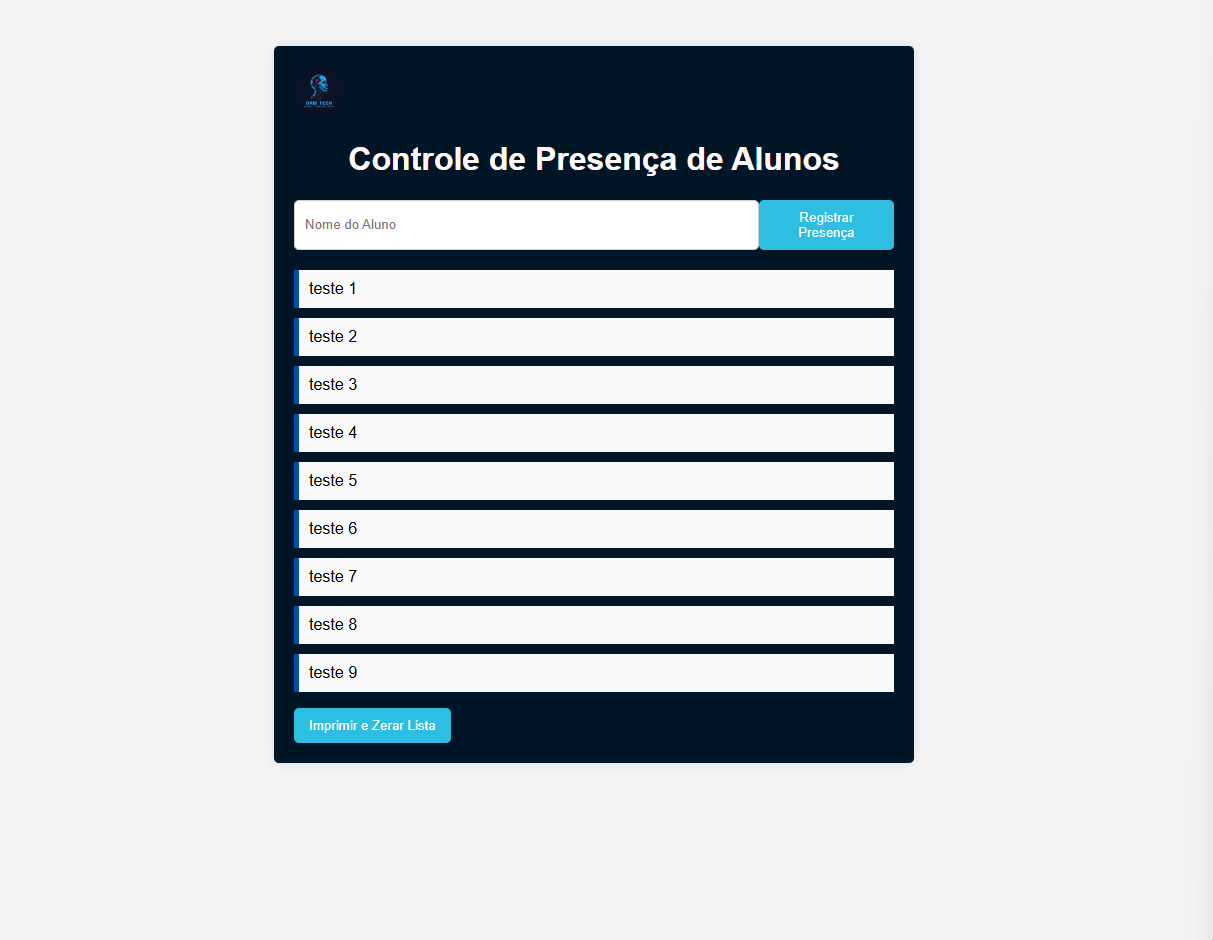 Controle de Presença de Alunos
Nome do Aluno
Registrar
Presença
teste 1
teste 2
teste 3
teste 4
teste 5
teste 6
teste 7
teste 8
teste 9
Imprimir e Zerar Lista